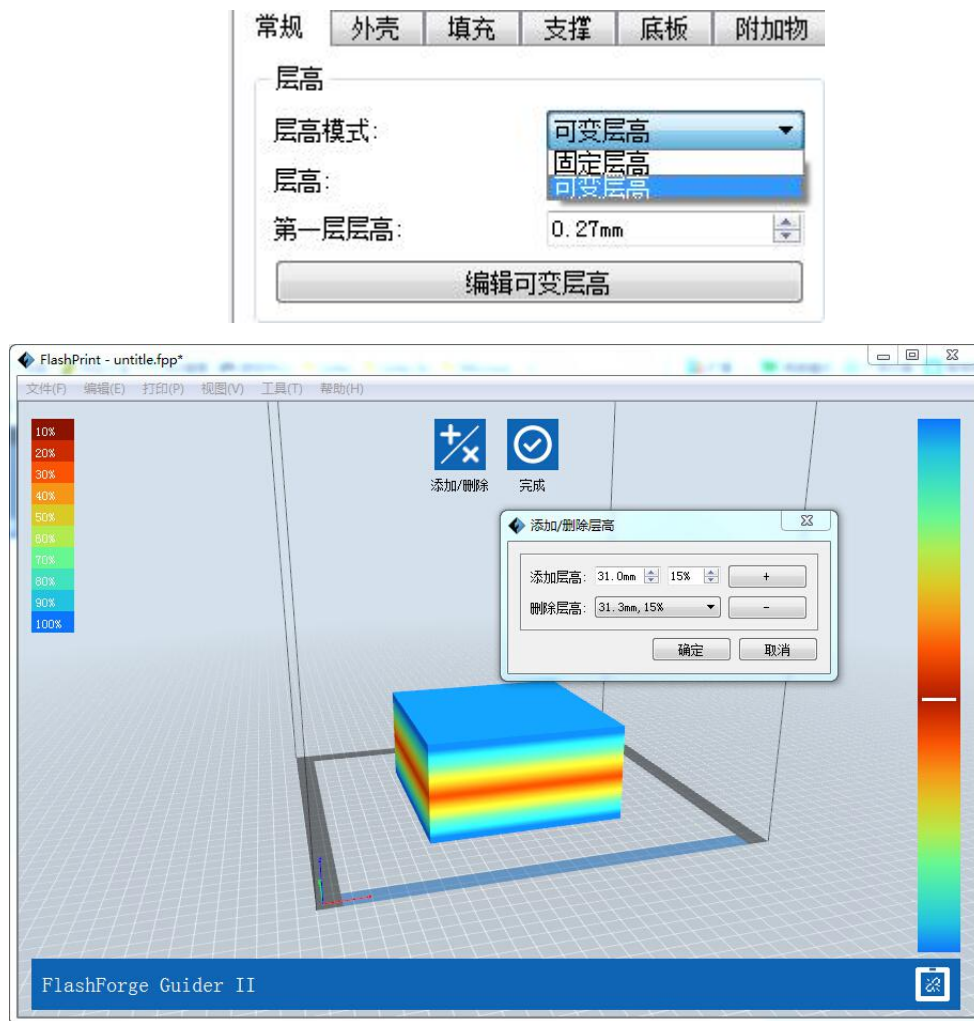 常规 外壳 填充 支撑 底板 附加物
层高
层高模式: 可变层高
固定层高
层高: 可变层高
第一层层高: 0.27mm
编辑可变层高
FlashPrint - untitle.fpp*
文件(F) 编辑(E) 打印(P) 视图(V) 工具(T) 帮助(H)
10%
20%
30%
40%
50%
60%
70%
80%
90%
100%
添加/删除 完成
添加/删除层高
添加层高: 31.0mm 15% +
删除层高: 31.3mm,15% -
确定 取消
FlashForge Guider II